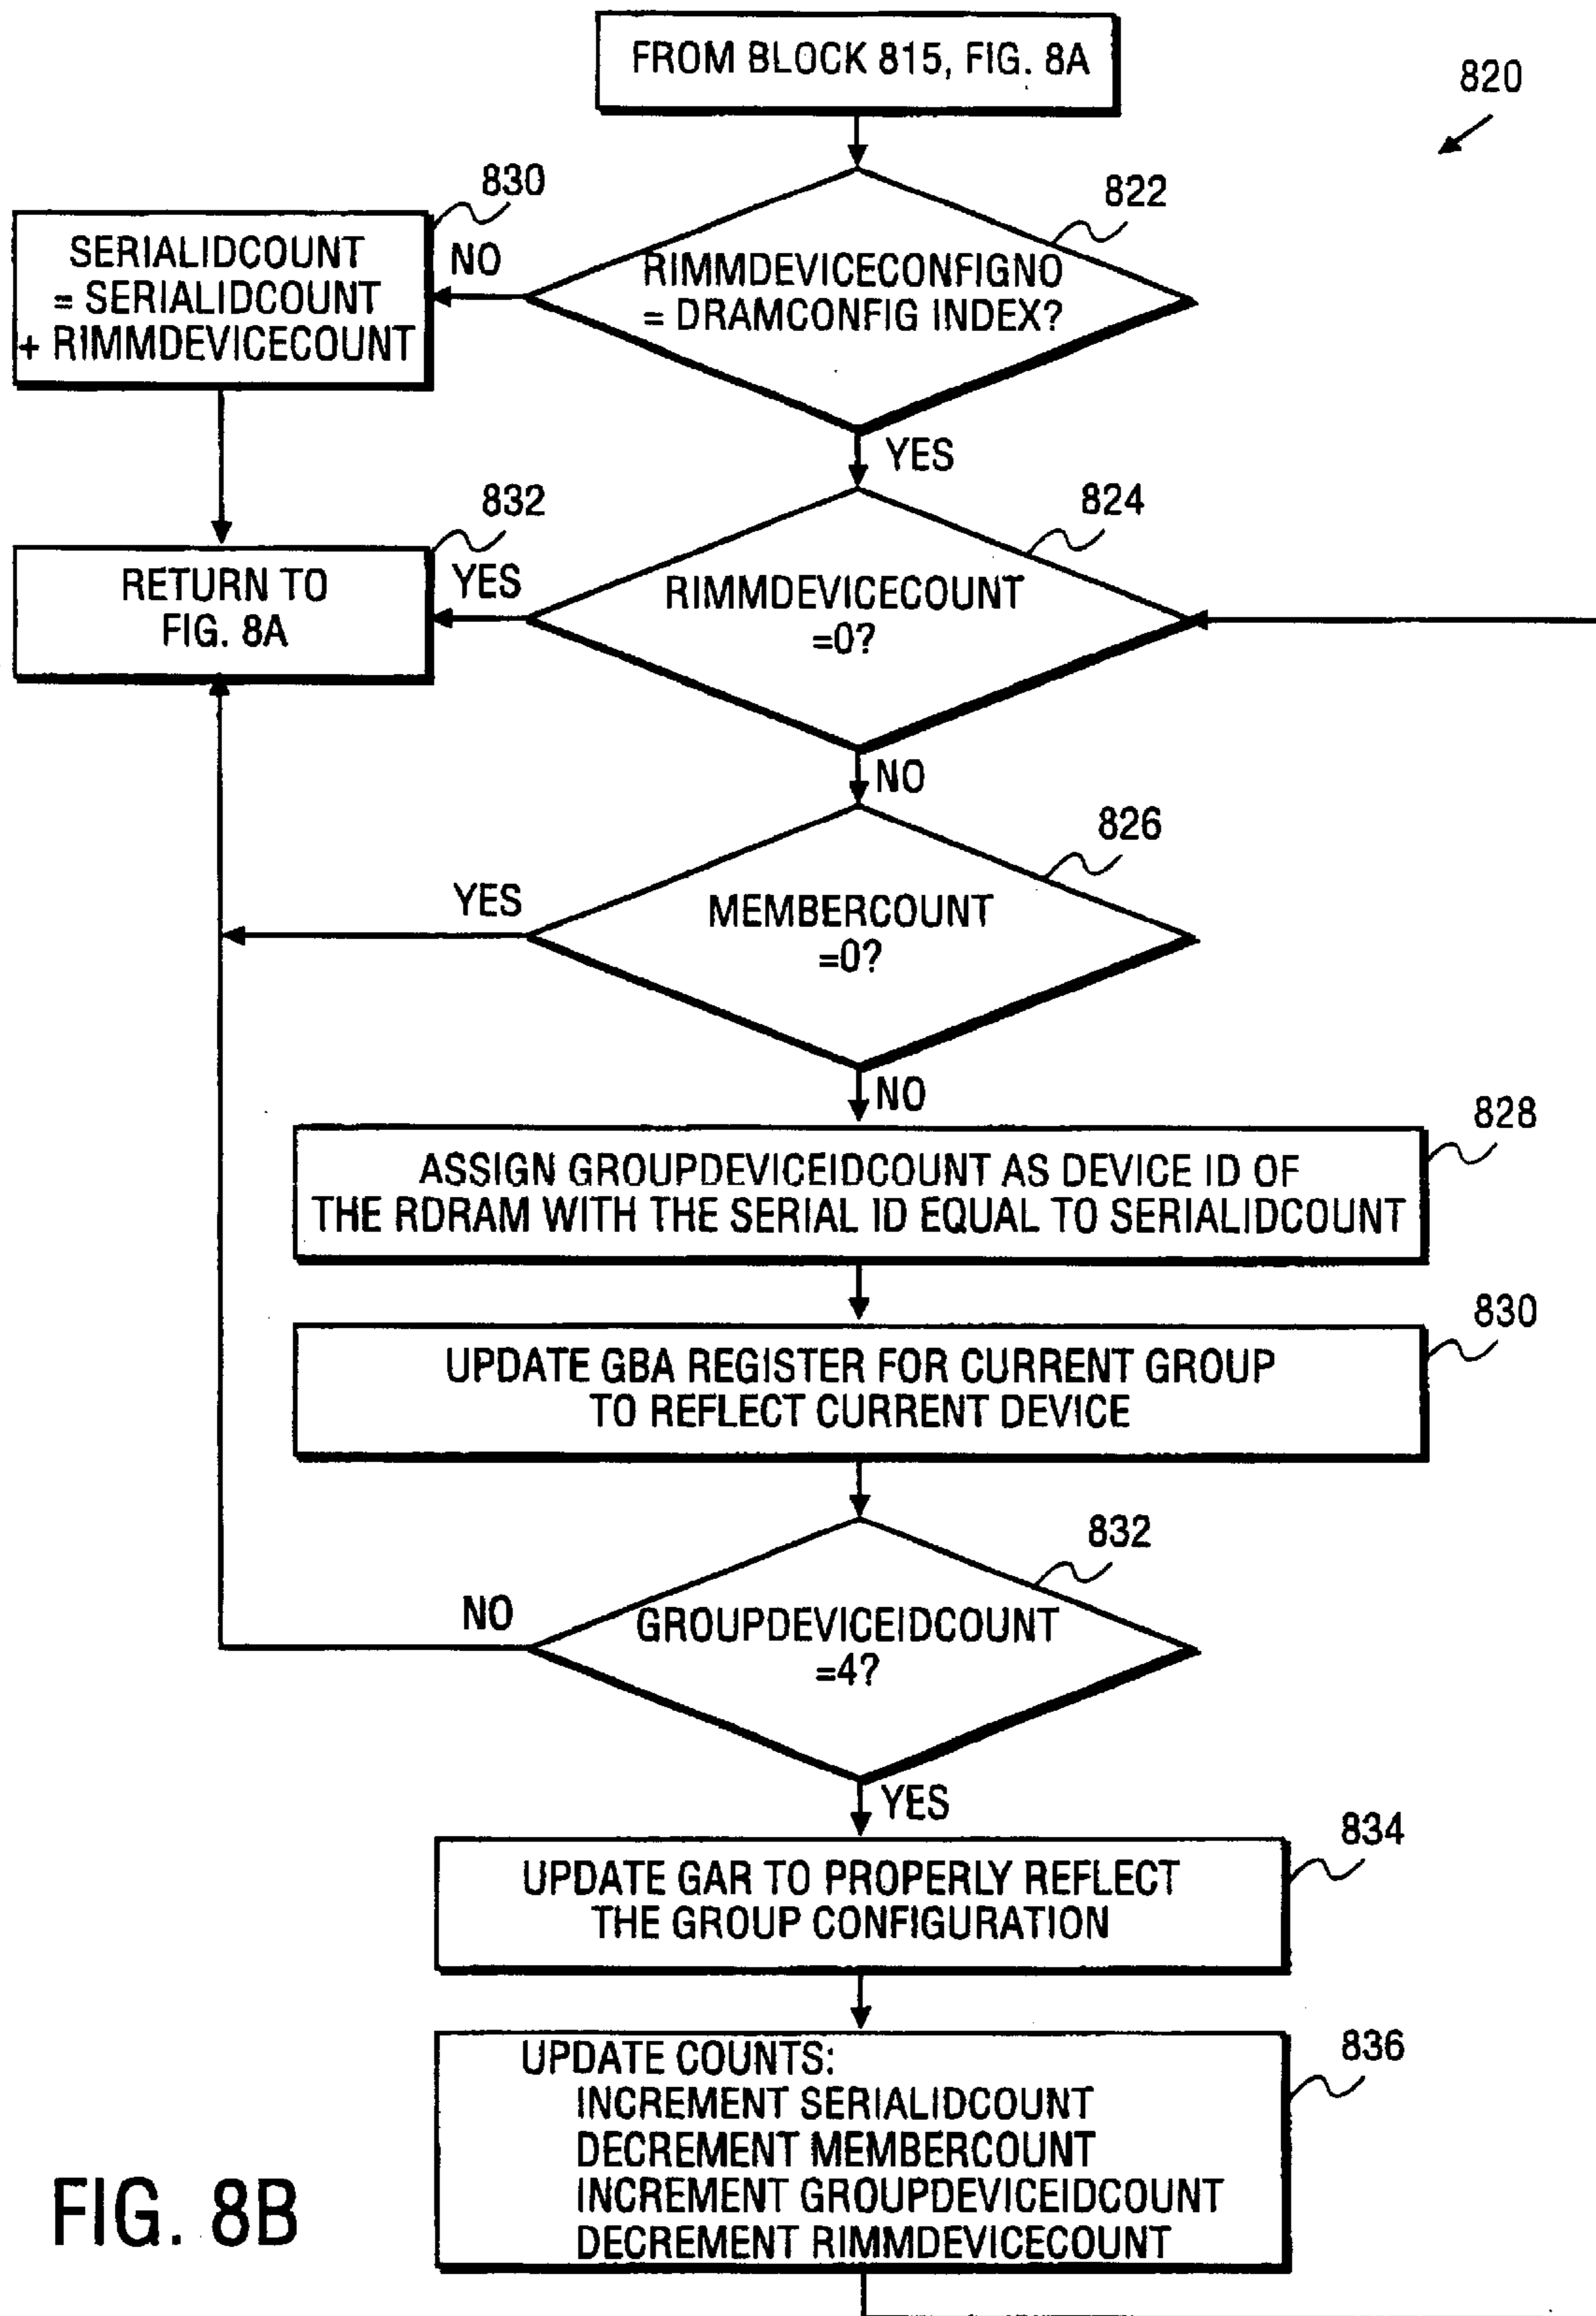 FROM BLOCK 815, FIG. 8A
820
830
822
SERIALIDCOUNT
= SERIALIDCOUNT
+ RIMMDEVICECOUNT
NO
RIMMDEVICECONFIGNO
= DRAMCONFIG INDEX?
YES
832
824
RETURN TO
FIG. 8A
YES
RIMMDEVICECOUNT
=0?
NO
826
YES
MEMBERCOUNT
=0?
NO
828
ASSIGN GROUPDEVICEIDCOUNT AS DEVICE ID OF
THE RDRAM WITH THE SERIAL ID EQUAL TO SERIALIDCOUNT
830
UPDATE GBA REGISTER FOR CURRENT GROUP
TO REFLECT CURRENT DEVICE
832
NO
GROUPDEVICEIDCOUNT
=4?
YES
834
UPDATE GAR TO PROPERLY REFLECT
THE GROUP CONFIGURATION
836
UPDATE COUNTS:
INCREMENT SERIALIDCOUNT
DECREMENT MEMBERCOUNT
INCREMENT GROUPDEVICEIDCOUNT
DECREMENT RIMMDEVICECOUNT
FIG. 8B